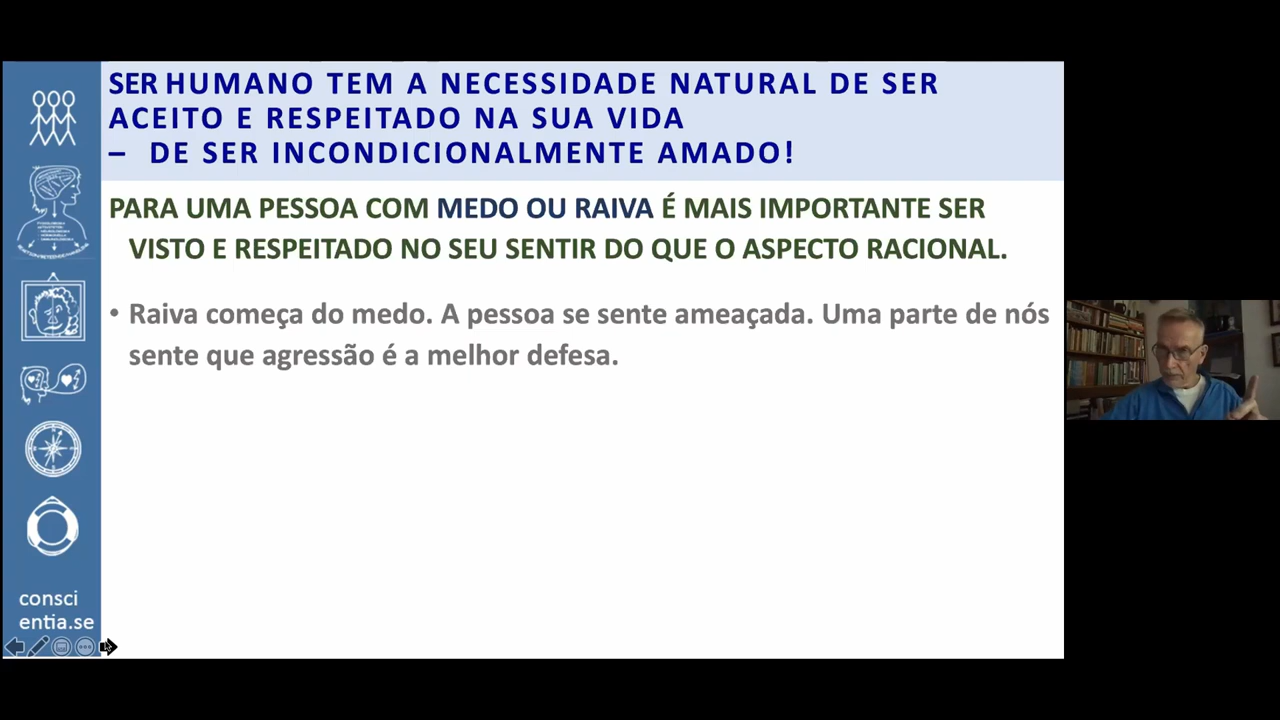 SER HUMANO TEM A NECESSIDADE NATURAL DE SER
ACEITO E RESPEITADO NA SUA VIDA
– DE SER INCONDICIONALMENTE AMADO!
PARA UMA PESSOA COM MEDO OU RAIVA É MAIS IMPORTANTE SER
VISTO E RESPEITADO NO SEU SENTIR DO QUE O ASPECTO RACIONAL.
• Raiva começa do medo. A pessoa se sente ameaçada. Uma parte de nós
sente que agressão é a melhor defesa.
consci
entia.se